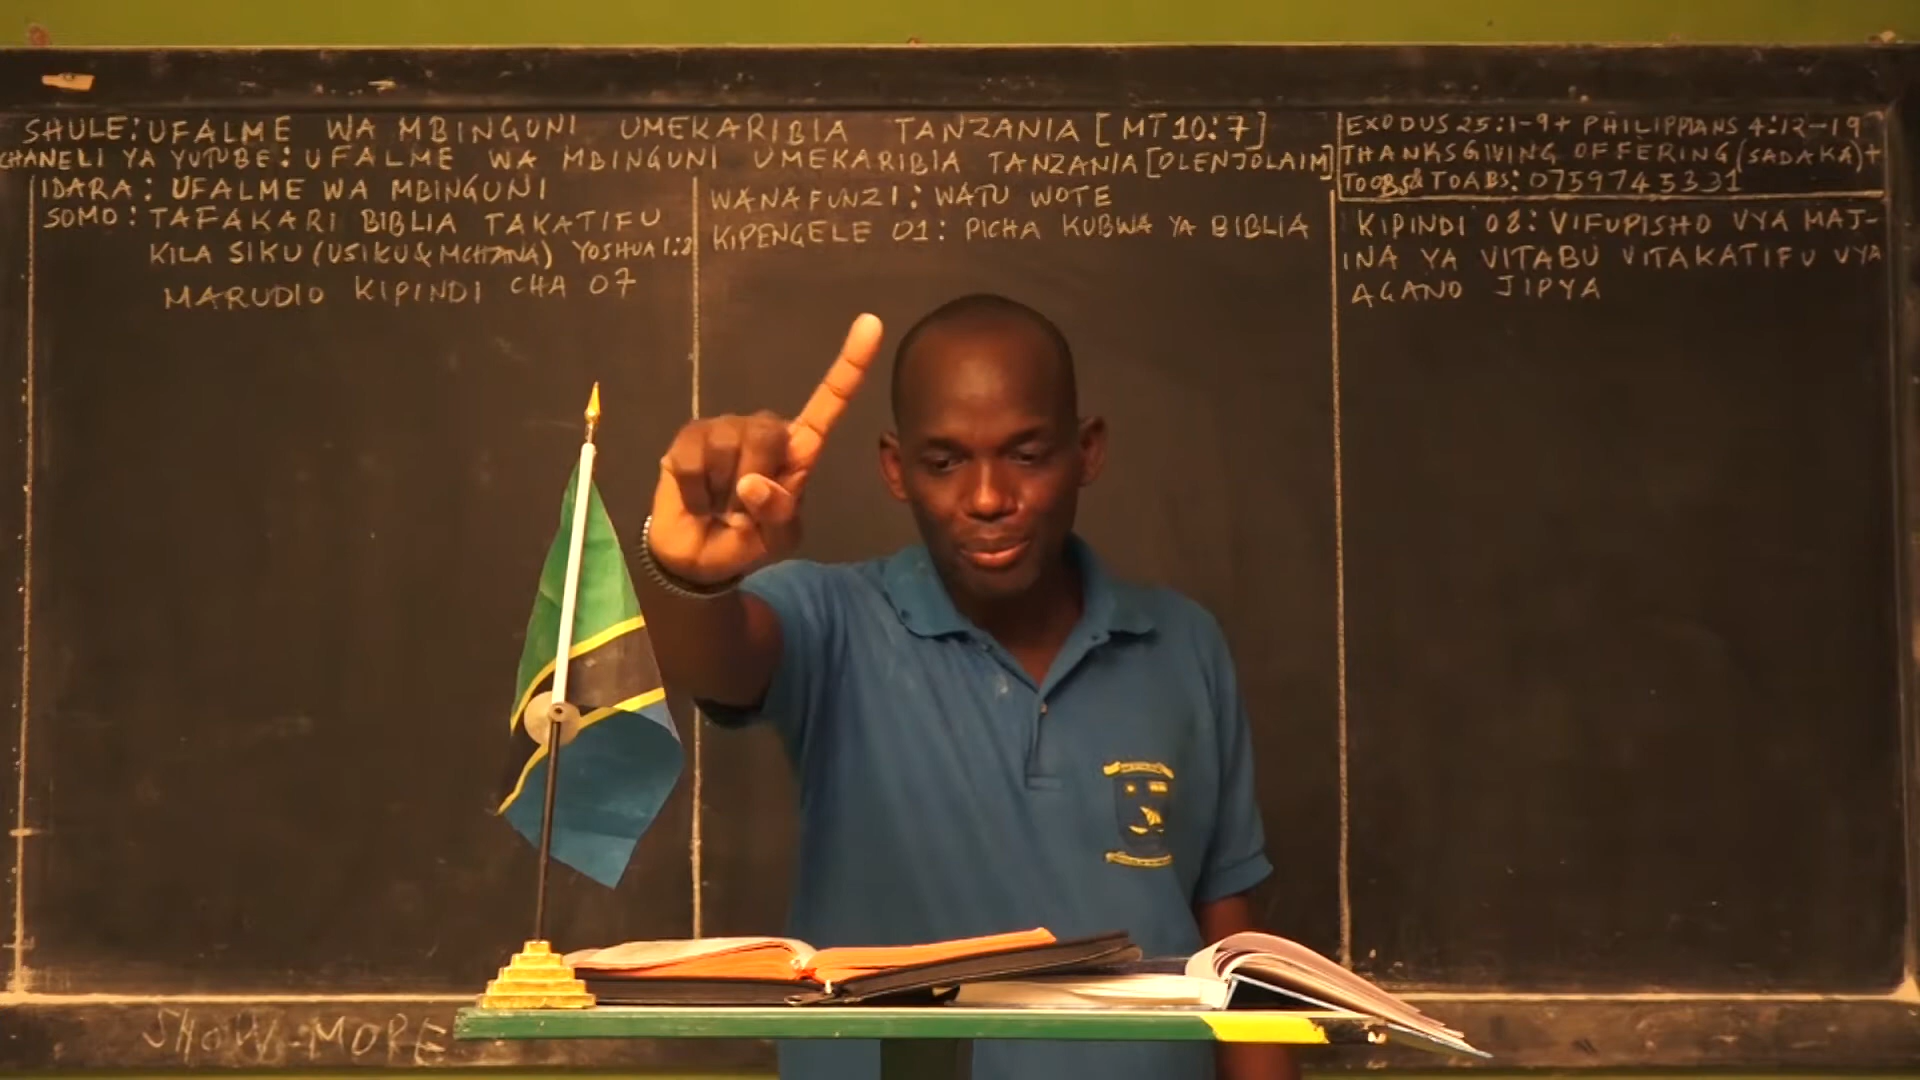 SHULE: UFALME WA MBINGUNI UMEKARIBIA TANZANIA [MT 10:7]
CHANELI YA YUTUBE: UFALME WA MBINGUNI UMEKARIBIA TANZANIA [OLENJOLAIM]
IDARA: UFALME WA MBINGUNI
SOMO: TAFAKARI BIBLIA TAKATIFU
KILA SIKU (USIKU & MCHANA) YOSHUA 1:8
MARUDIO KIPINDI CHA 07
WANAFUNZI: WATU WOTE
KIPENGELE 01: PICHA KUBWA YA BIBLIA
EXODUS 25:1-9 + PHILIPPIANS 4:12-19
THANKSGIVING OFFERING (SADAKA) +
TOOBS & TOABS: 0759745331
KIPINDI 08: VIFUPISHO VYA MAJ-
INA YA VITABU VITAKATIFU VYA
AGANO JIPYA
SHOW-MORE